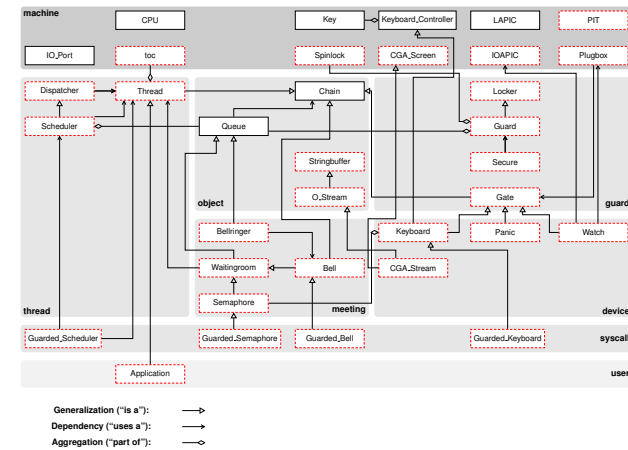 machine
CPU
Key
Keyboard_Controller
LAPIC
PIT
IO_Port
toc
Spinlock
CGA_Screen
IOAPIC
Plugbox
Dispatcher
Thread
Chain
Locker
Scheduler
Queue
Guard
Stringbuffer
Secure
O_Stream
Gate
object
guard
Bellringer
Keyboard
Panic
Watch
Waitingroom
Bell
CGA_Stream
Semaphore
thread
meeting
device
Guarded_Scheduler
Guarded_Semaphore
Guarded_Bell
Guarded_Keyboard
syscall
Application
user
Generalization ("is a"):
Dependency ("uses a"):
Aggregation ("part of"):